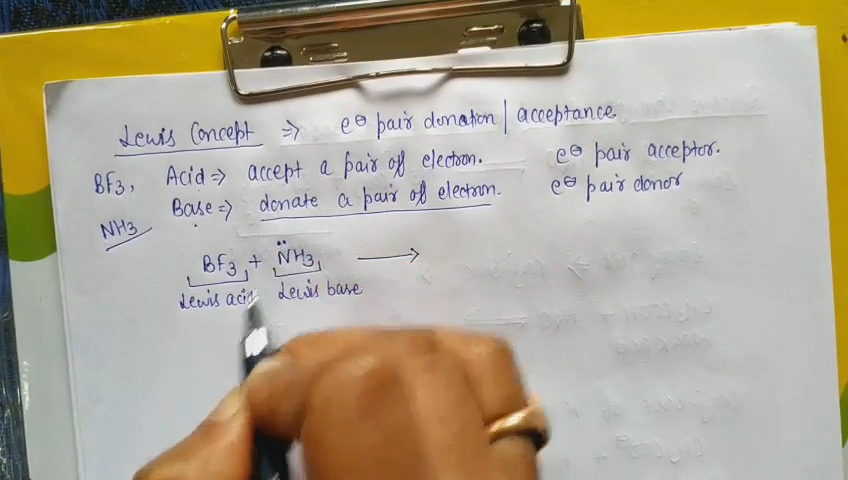 Lewis Concept ⇒ e⊖ pair donation | acceptance
BF3, Acid ⇒ accept a pair of electron. e⊖ pair acceptor.
NH3 Base ⇒ donate a pair of electron. e⊖ pair donor
BF3 + N̈H3 ⟶
Lewis acid Lewis base